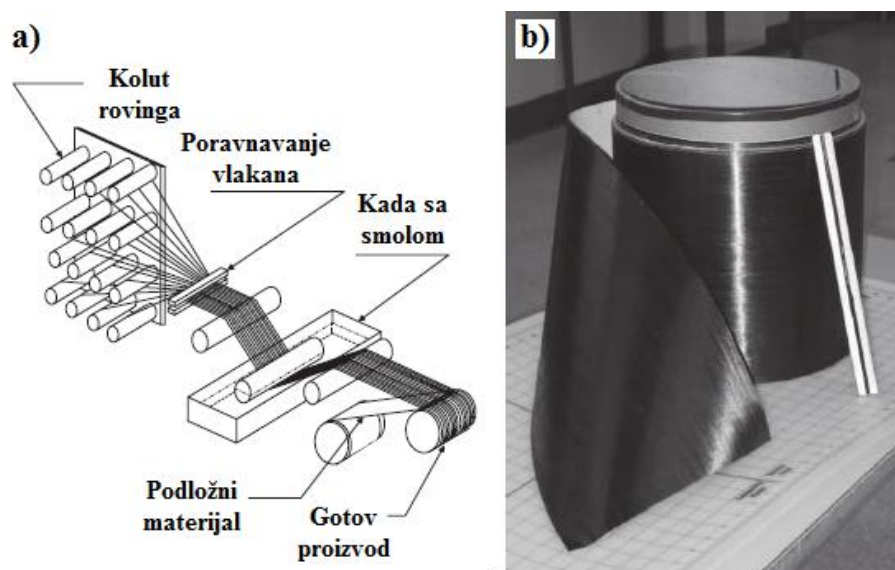 a)
Kolut
rovinga
Poravnavanje
vlakana
Kada sa
smolom
Podložni
materijal
Gotov
proizvod
b)